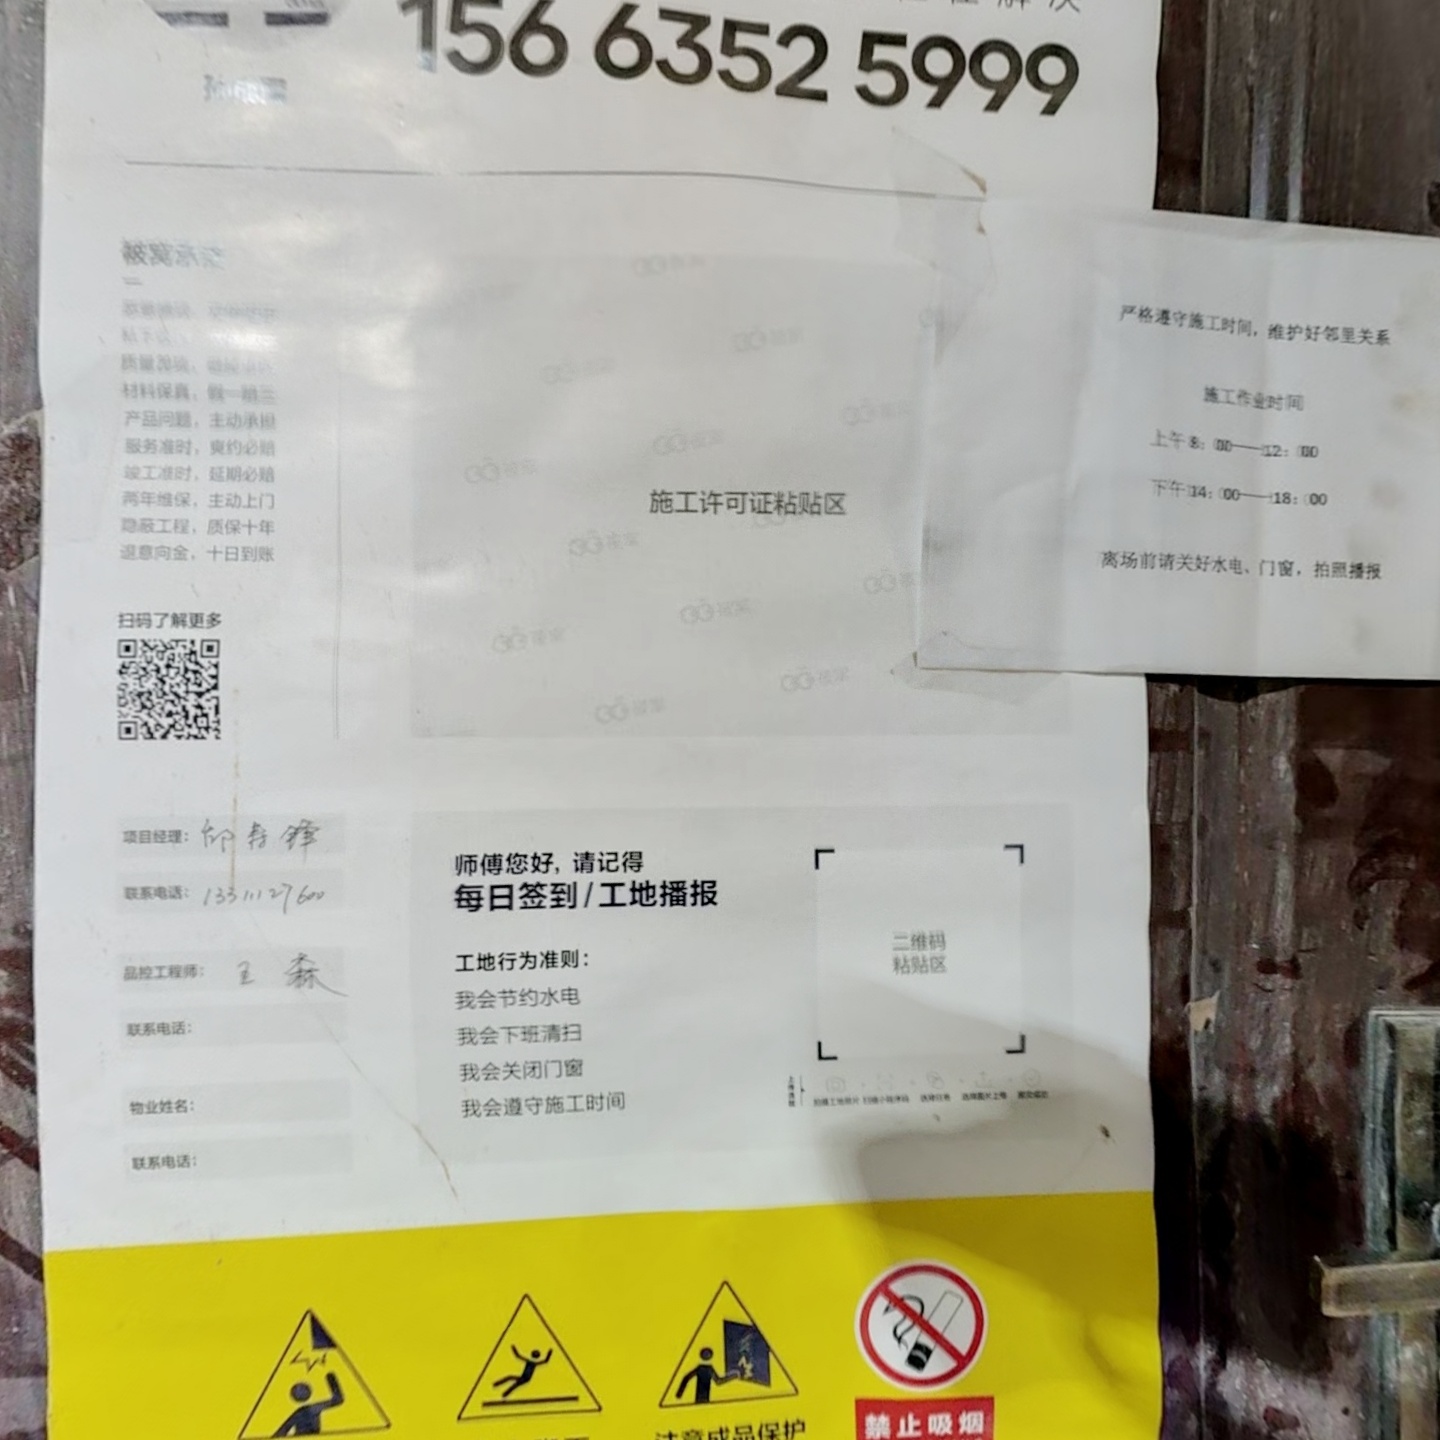 156 6352 5999
被窝承诺
质量裸误，
材料保真，假一赔三
产品问题，主动承担
服务准时，爽约必赔
竣工准时，延期必赔
两年维保，主动上门
隐蔽工程，质保十年
退意向金，十日到账
扫码了解更多
施工许可证粘贴区
严格遵守施工时间，维护好邻里关系
施工作业时间
上午8：00——12：00
下午14：00——18：00
离场前请关好水电、门窗，拍照播报
项目经理：
联系电话：13311127600
品控工程师：王森
联系电话：
物业姓名：
联系电话：
师傅您好，请记得
每日签到/工地播报
工地行为准则：
我会节约水电
我会下班清扫
我会关闭门窗
我会遵守施工时间
二维码
粘贴区
注意成品保护
禁止吸烟